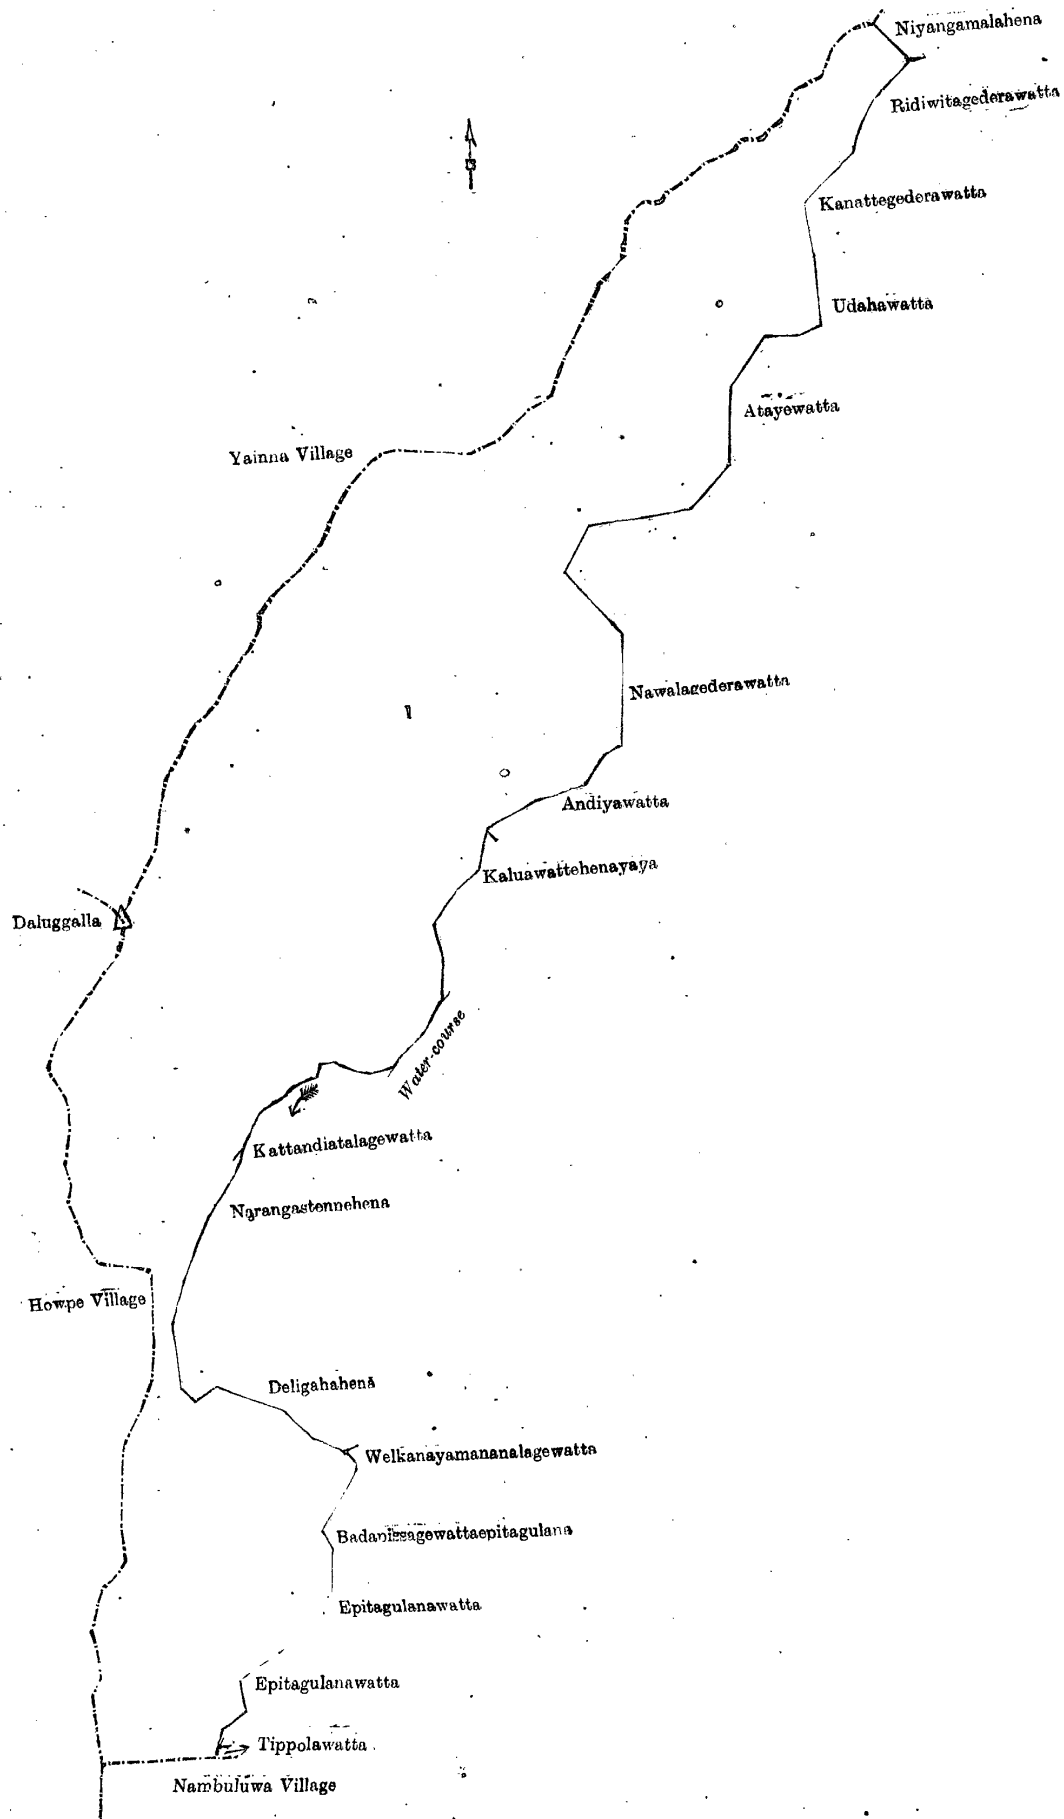 Niyangamalahena
Ridiwitagederawatta
Kanattegederawatta
Udahawatta
Atayewatta
Yainna Village
Nawalagederawatta
Andiyawatta
Kaluawattehenayaya
Daluggalla
Water-course
Kattandiatalagewatta
Narangastennehena
Howpe Village
Deligahahena
Welkanayamananalagewatta
Badanissagewattaepitagulana
Epitagulanawatta
Epitagulanawatta
Tippolawatta
Nambuluwa Village